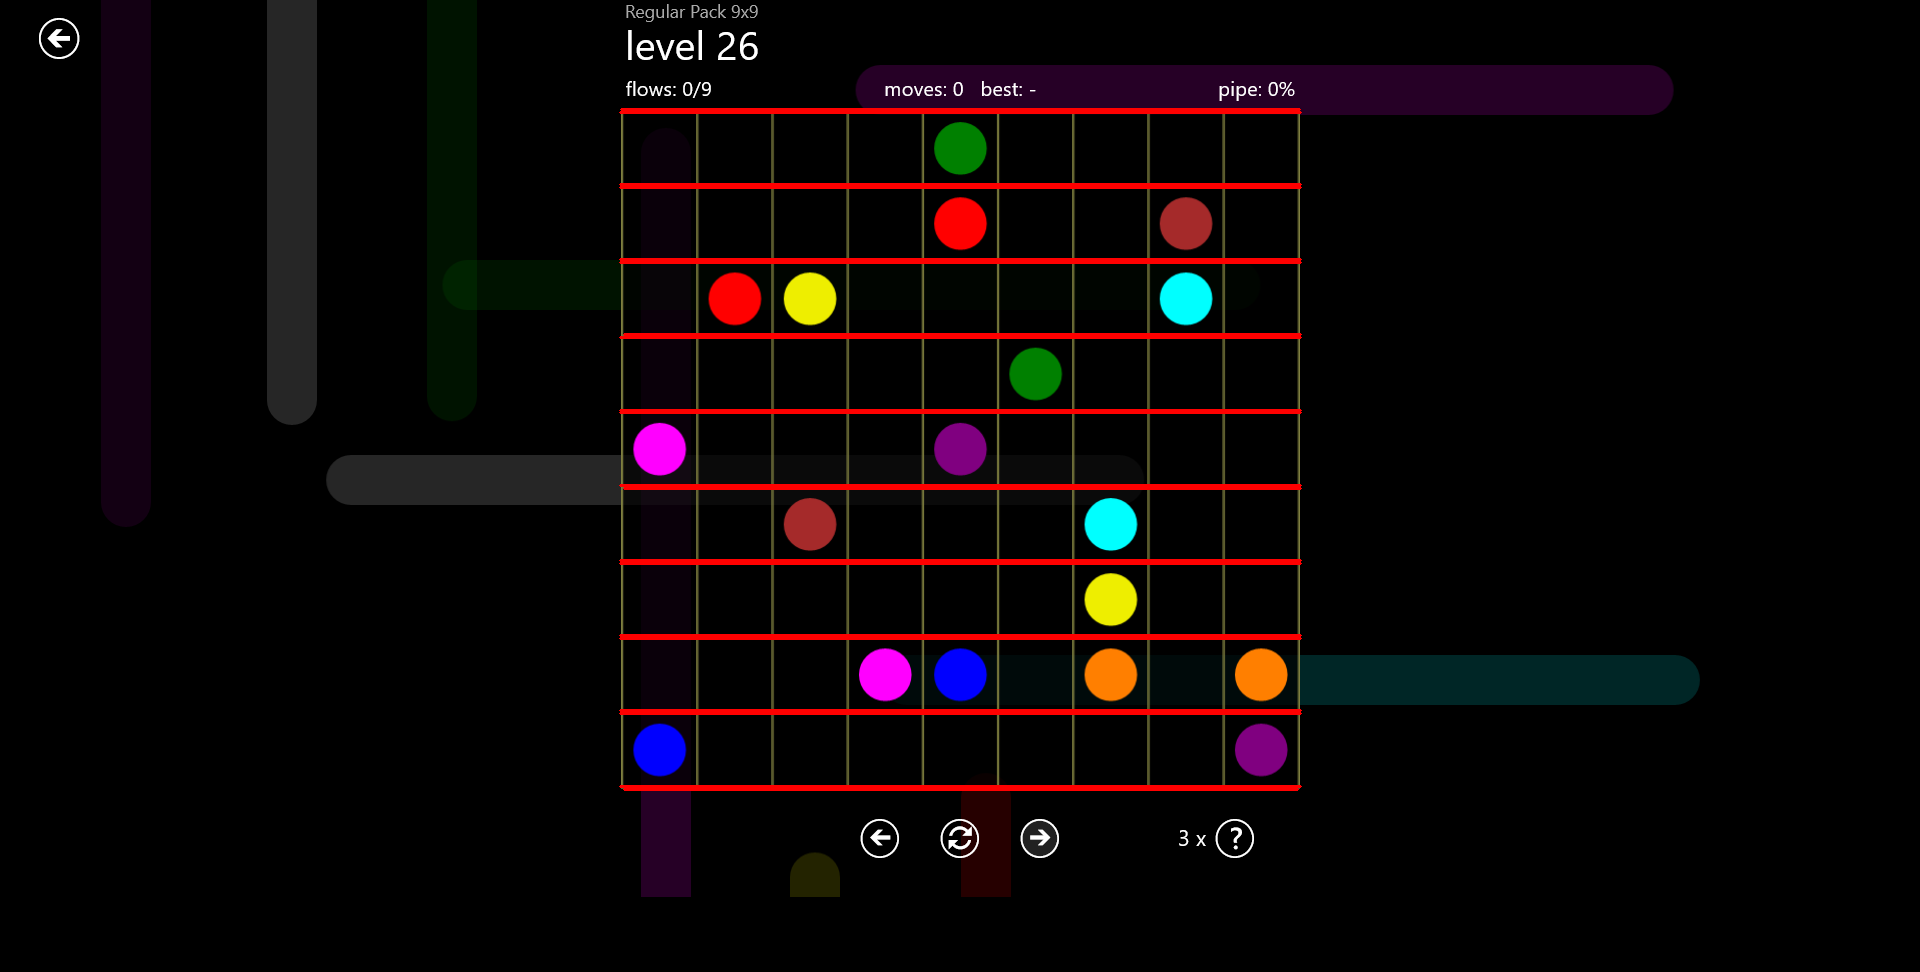 Regular Pack 9x9
level 26
flows: 0/9 moves: 0 best: - pipe: 0%
3 x ?